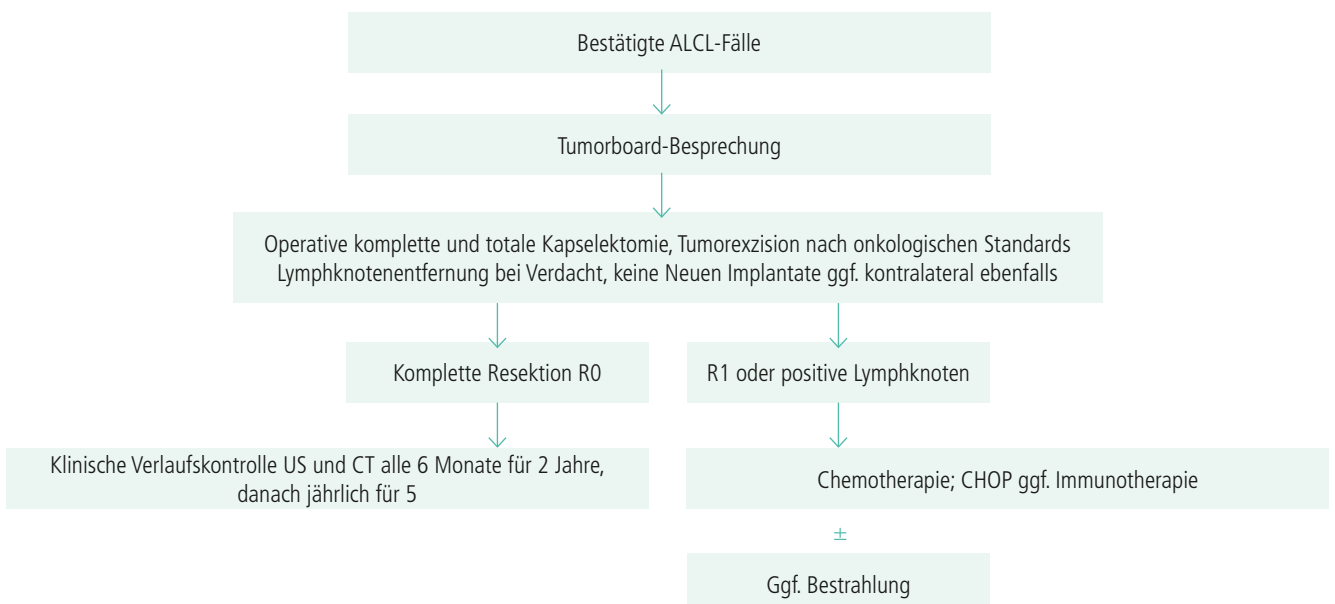 Bestätigte ALCL-Fälle
Tumorboard-Besprechung
Operative komplette und totale Kapselektomie, Tumorexzision nach onkologischen Standards
Lymphknotenentfernung bei Verdacht, keine Neuen Implantate ggf. kontralateral ebenfalls
Komplette Resektion R0
R1 oder positive Lymphknoten
Klinische Verlaufskontrolle US und CT alle 6 Monate für 2 Jahre,
danach jährlich für 5
Chemotherapie; CHOP ggf. Immunotherapie
±
Ggf. Bestrahlung